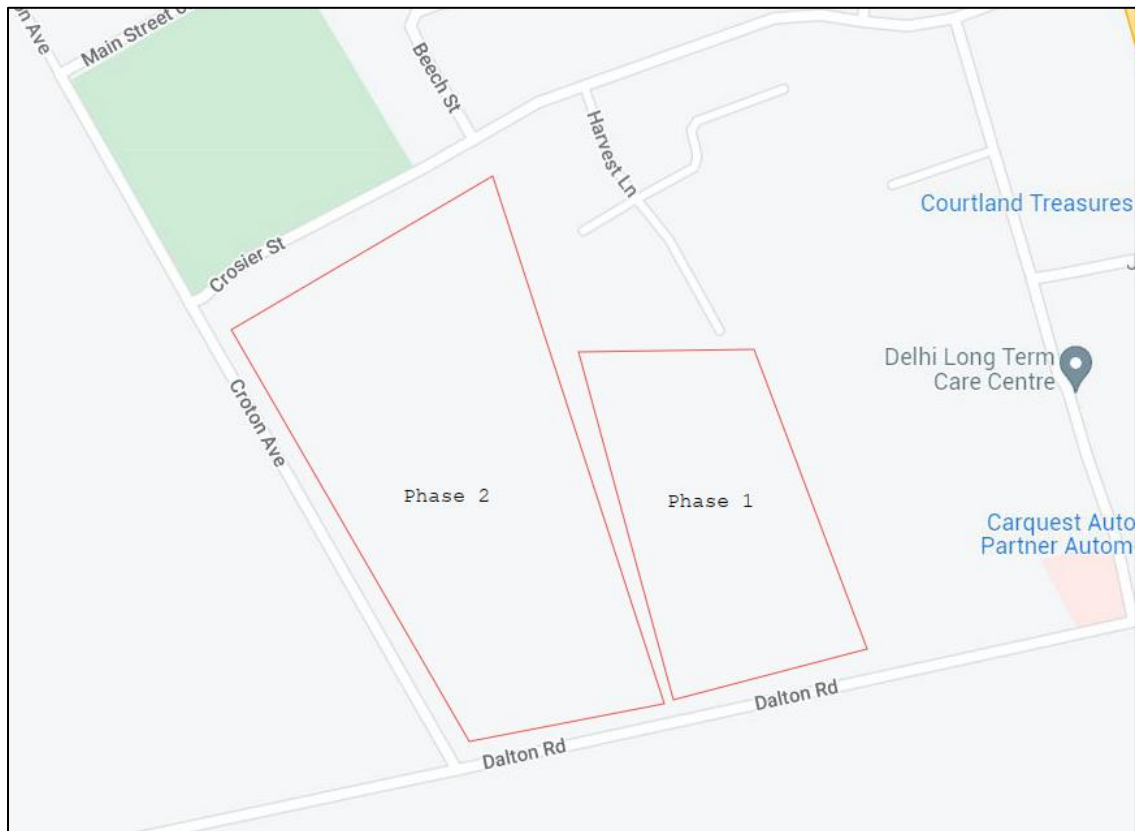 on Ave
Main Street o
Beech St
Harvest Ln
Courtland Treasures
Crosier St
J
Delhi Long Term
Care Centre
Croton Ave
Phase 2
Phase 1
Carquest Auto
Partner Autom
Dalton Rd
Dalton Rd